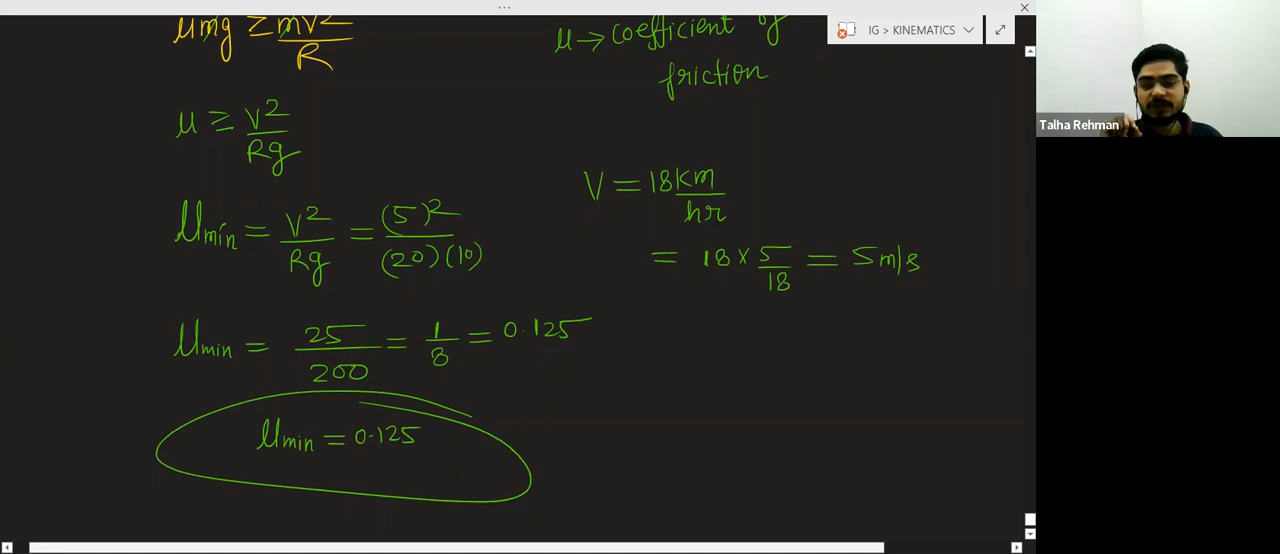 μmg ≥ mv²/R
μ → coefficient of
friction
IG > KINEMATICS
Talha Rehman
μ ≥ v²/Rg
V = 18 km/hr
= 18 × 5/18 = 5 m/s
μmin = v²/Rg = (5)²/(20)(10)
μmin = 25/200 = 1/8 = 0.125
μmin = 0.125